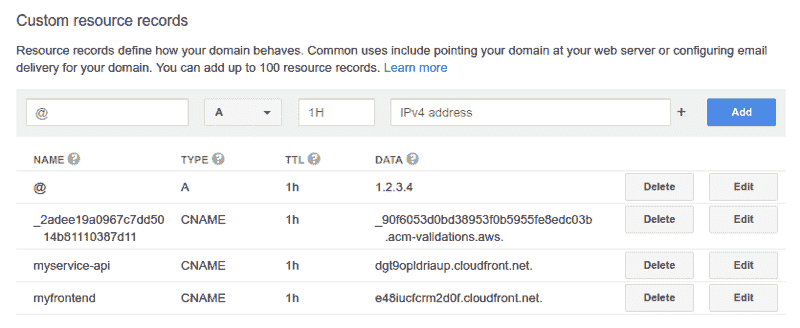 Custom resource records
Resource records define how your domain behaves. Common uses include pointing your domain at your web server or configuring email
delivery for your domain. You can add up to 100 resource records. Learn more
@ A 1H IPv4 address + Add
NAME ? TYPE ? TTL ? DATA ?
@ A 1h 1.2.3.4 Delete Edit
_2adee19a0967c7dd50 CNAME 1h _90f6053d0bd38953f0b5955fe8edc03b Delete Edit
14b81110387d11 .acm-validations.aws.
myservice-api CNAME 1h dgt9opldriaup.cloudfront.net. Delete Edit
myfrontend CNAME 1h e48iucfcrm2d0f.cloudfront.net. Delete Edit